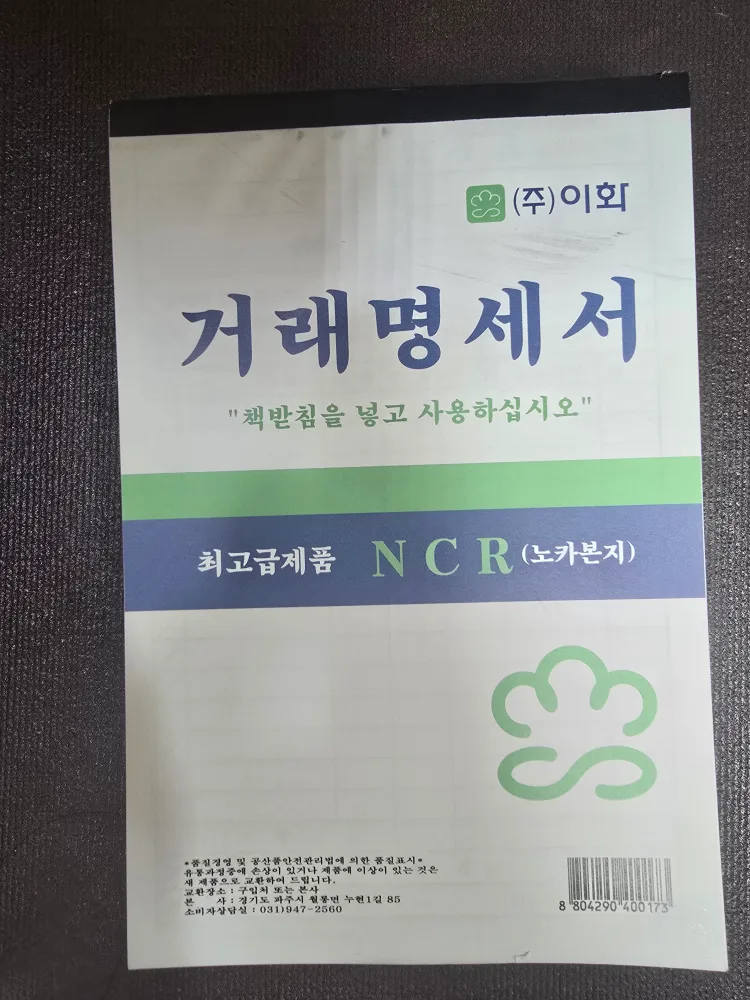 (주)이화
거래명세서
"책받침을 넣고 사용하십시오"
최고급제품 NCR(노카본지)
*품질경영 및 공산품안전관리법에 의한 품질표시*
유통과정중에 손상이 있거나 제품에 이상이 있는 것은
새 제품으로 교환하여 드립니다.
교환장소 : 구입처 또는 본사
본 사 : 경기도 파주시 월롱면 누현1길 85
소비자상담실 : 031)947-2560
8 804290 400173